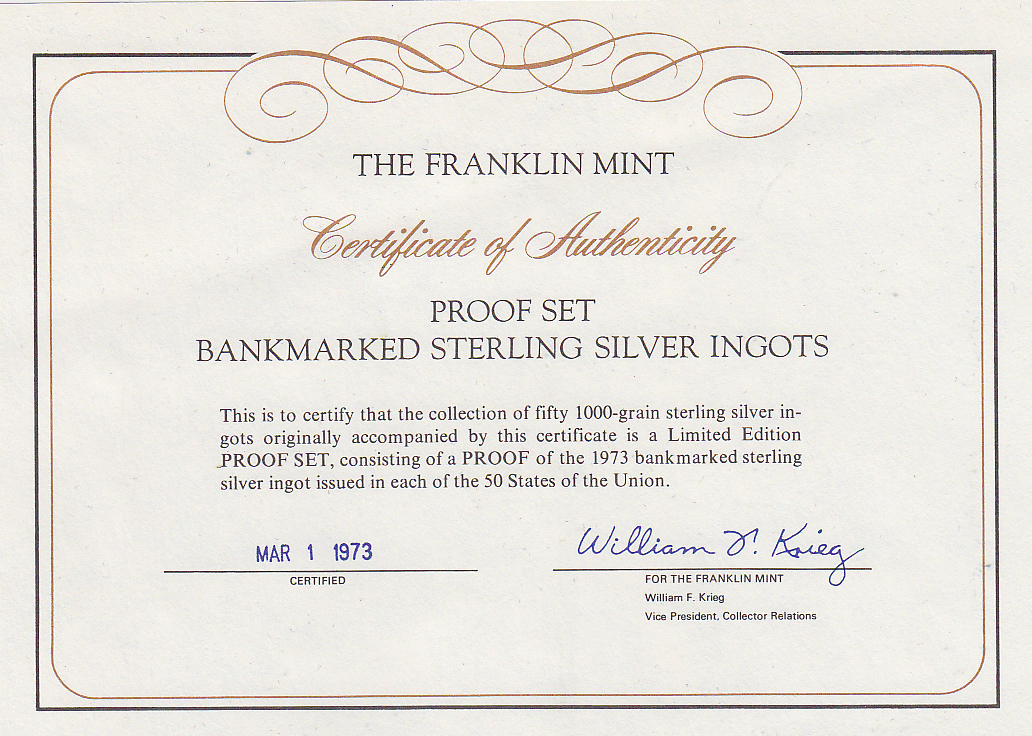 THE FRANKLIN MINT
Certificate of Authenticity
PROOF SET
BANKMARKED STERLING SILVER INGOTS
This is to certify that the collection of fifty 1000-grain sterling silver in-
gots originally accompanied by this certificate is a Limited Edition
PROOF SET, consisting of a PROOF of the 1973 bankmarked sterling
silver ingot issued in each of the 50 States of the Union.
MAR 1 1973
William F. Krieg
CERTIFIED
FOR THE FRANKLIN MINT
William F. Krieg
Vice President, Collector Relations